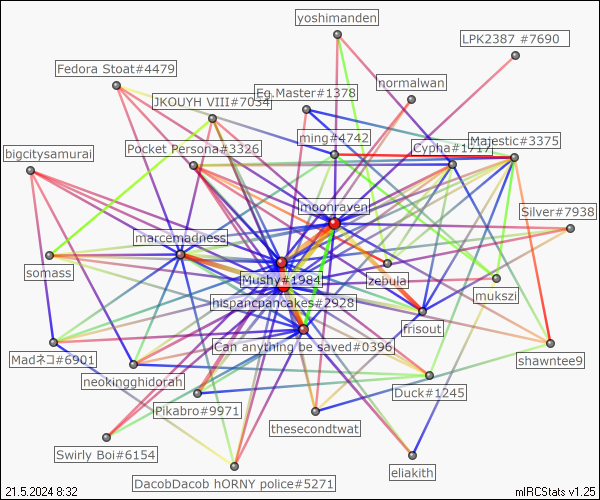 yoshimanden
LPK2387 #7690
Fedora Stoat#4479
normalwan
Eg.Master#1378
JKOUYH VIII#7034
ming#4742
Majestic#3375
Cypha#1717
Pocket Persona#3326
bigcitysamurai
moonraven
Silver#7938
marcemadness
somass
Mushy#1984
zebula
mukszi
hispancpancakes#2928
frisout
Can anything be saved#0396
Madネコ#6901
shawntee9
neokingghidorah
Duck#1245
Pikabro#9971
thesecondtwat
Swirly Boi#6154
eliakith
DacobDacob hORNY police#5271
21.5.2024 8:32
mIRCStats v1.25